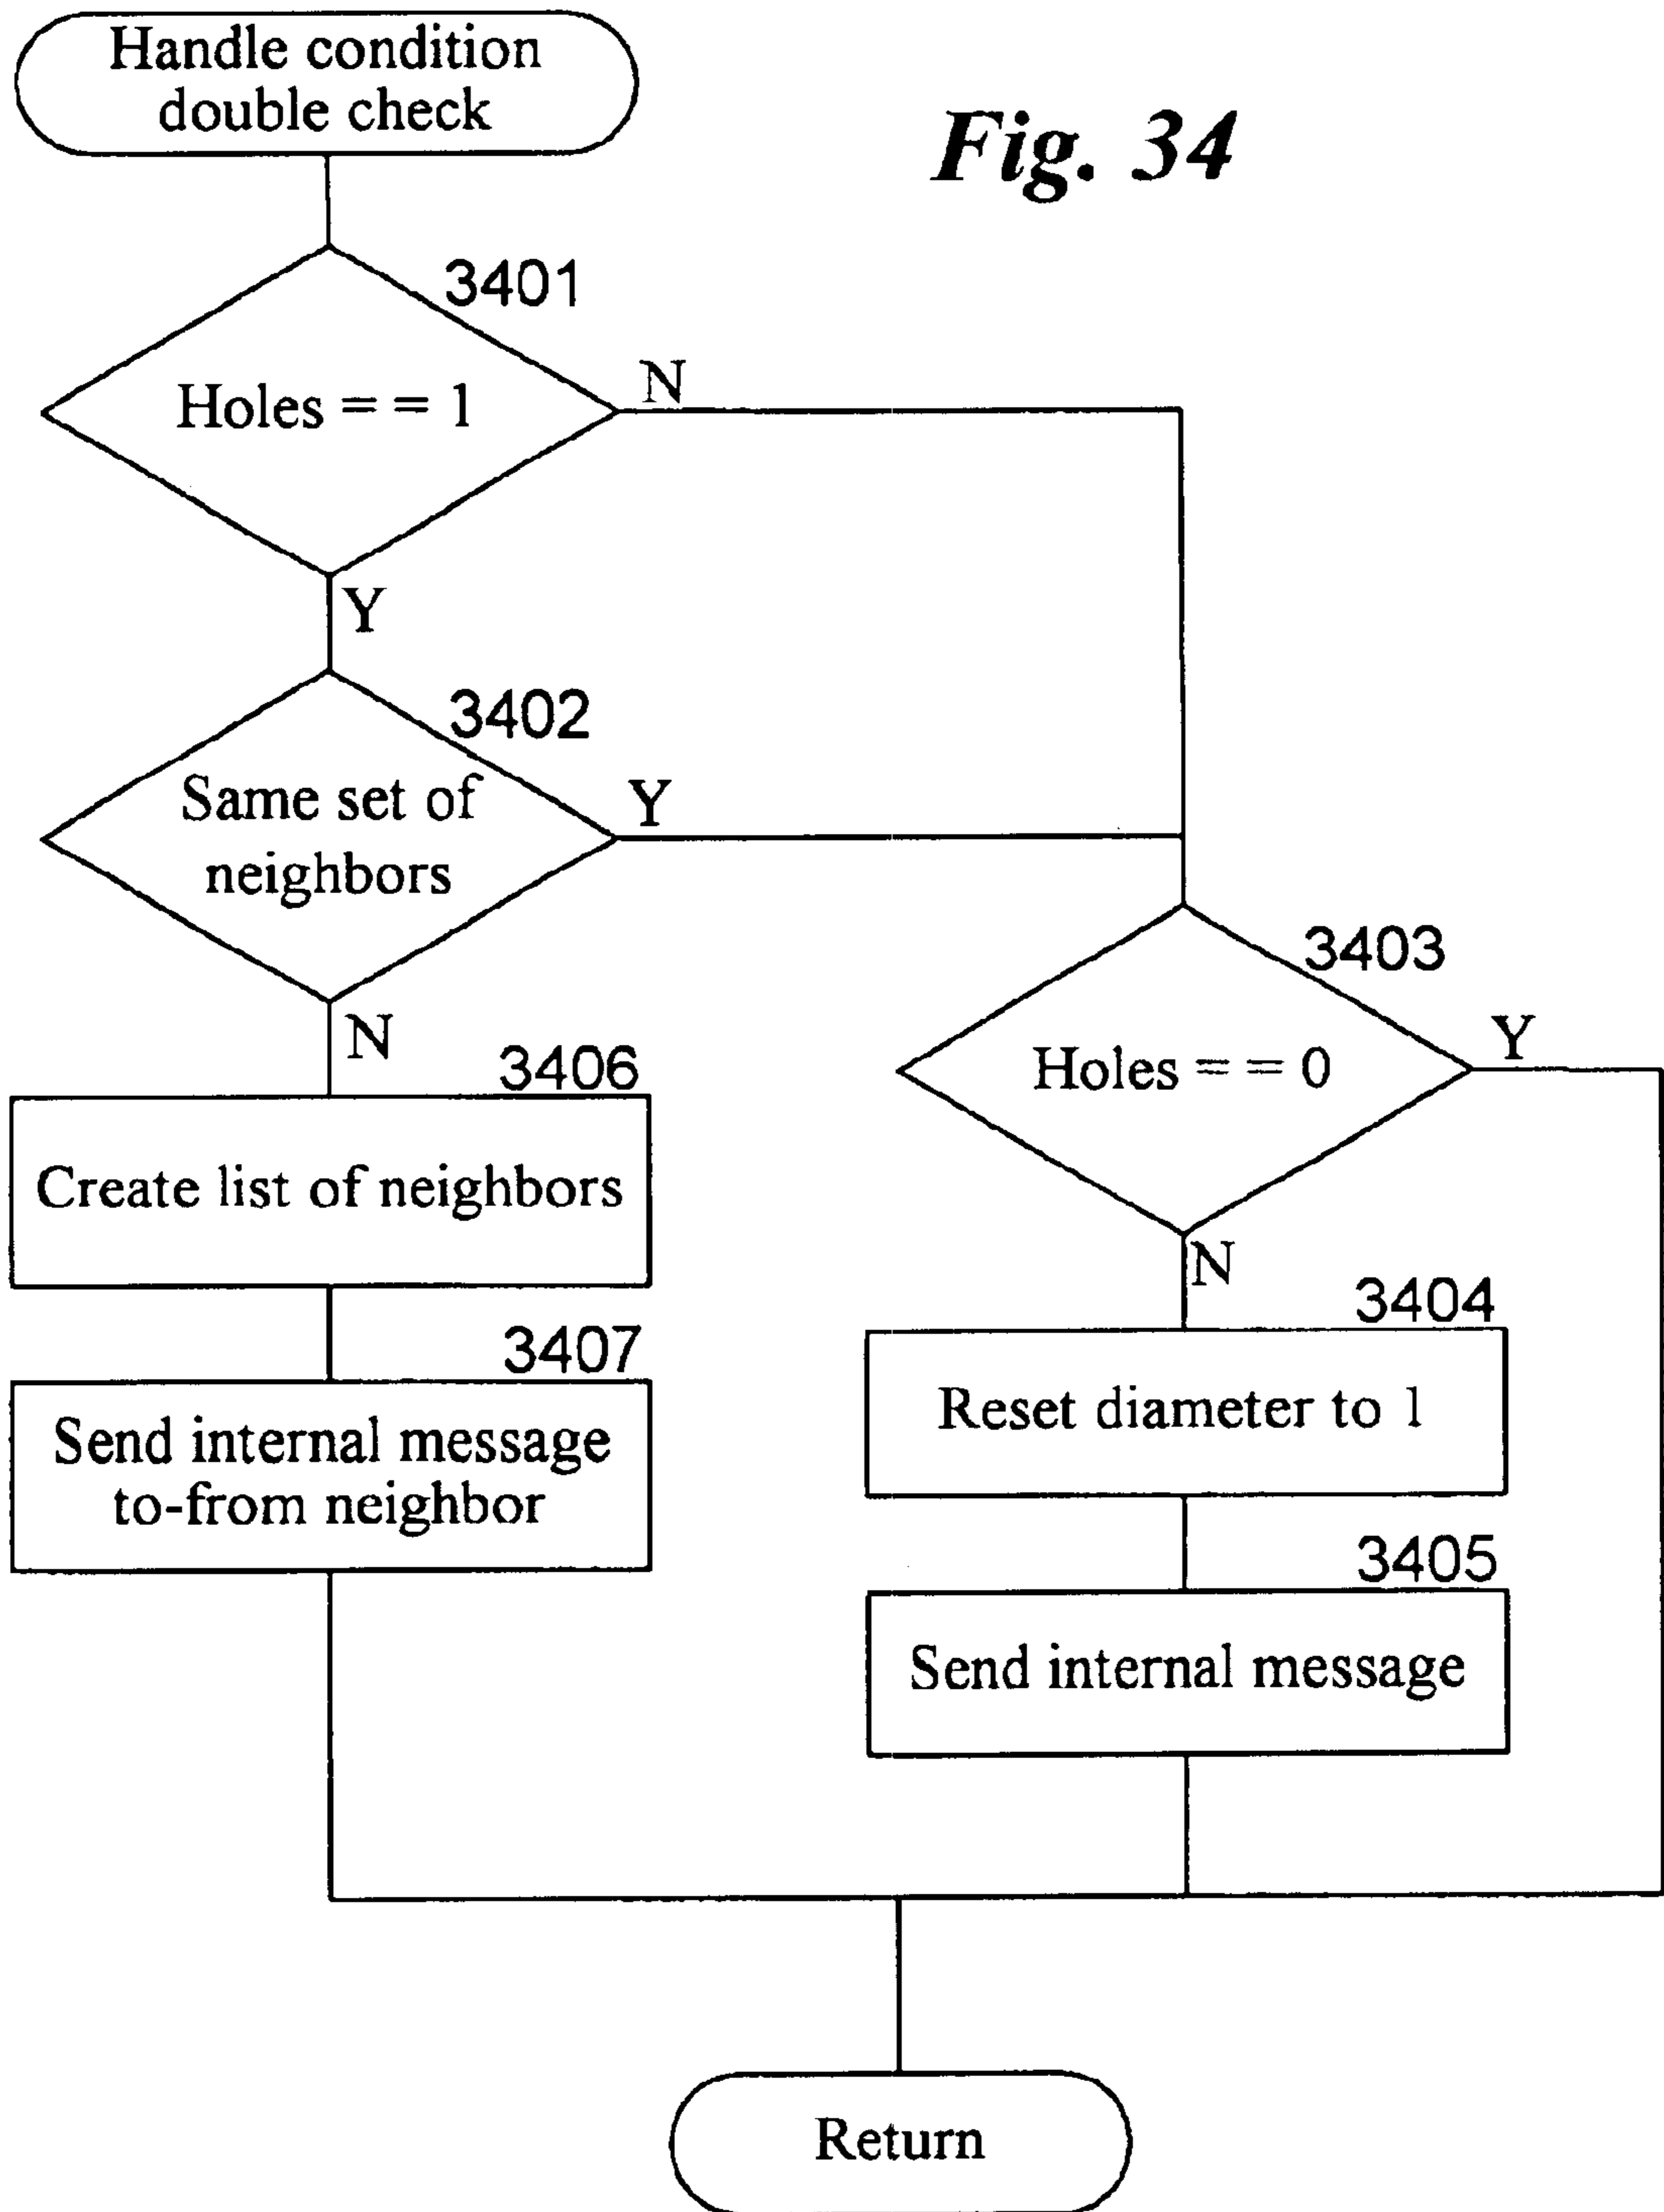 Handle condition
double check
Fig. 34
3401
Holes = = 1
N
Y
3402
Same set of
neighbors
Y
N
3403
Holes = = 0
Y
N
3406
Create list of neighbors
3407
Send internal message
to-from neighbor
3404
Reset diameter to 1
3405
Send internal message
Return